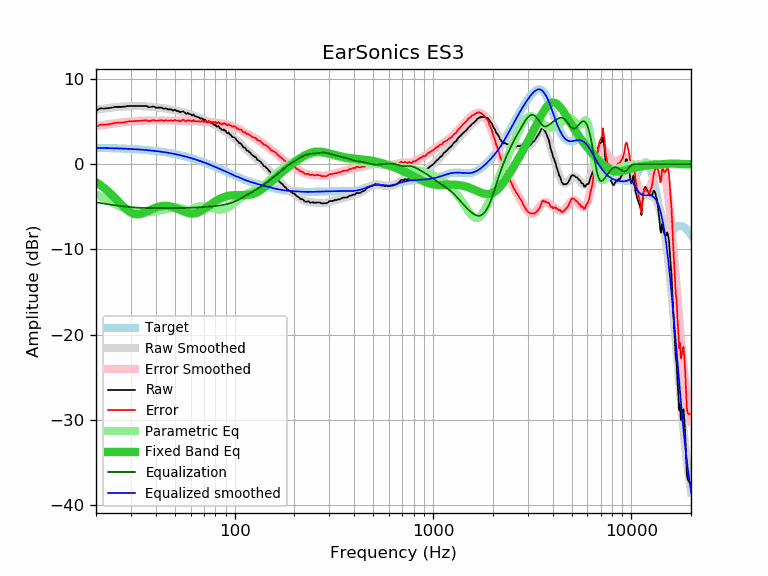 EarSonics ES3
10
0
−10
−20
−30
−40
Amplitude (dBr)
Target
Raw Smoothed
Error Smoothed
Raw
Error
Parametric Eq
Fixed Band Eq
Equalization
Equalized smoothed
100
1000
10000
Frequency (Hz)